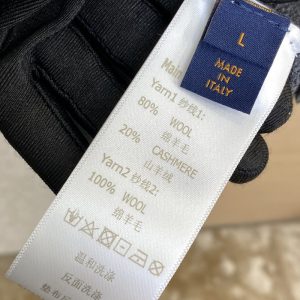 L
MADE
IN
ITALY
Main
Yarn1 纱线1:
80% WOOL
绵羊毛
20% CASHMERE
山羊绒
Yarn2 纱线2:
100% WOOL
绵羊毛
温和洗涤
反面洗涤